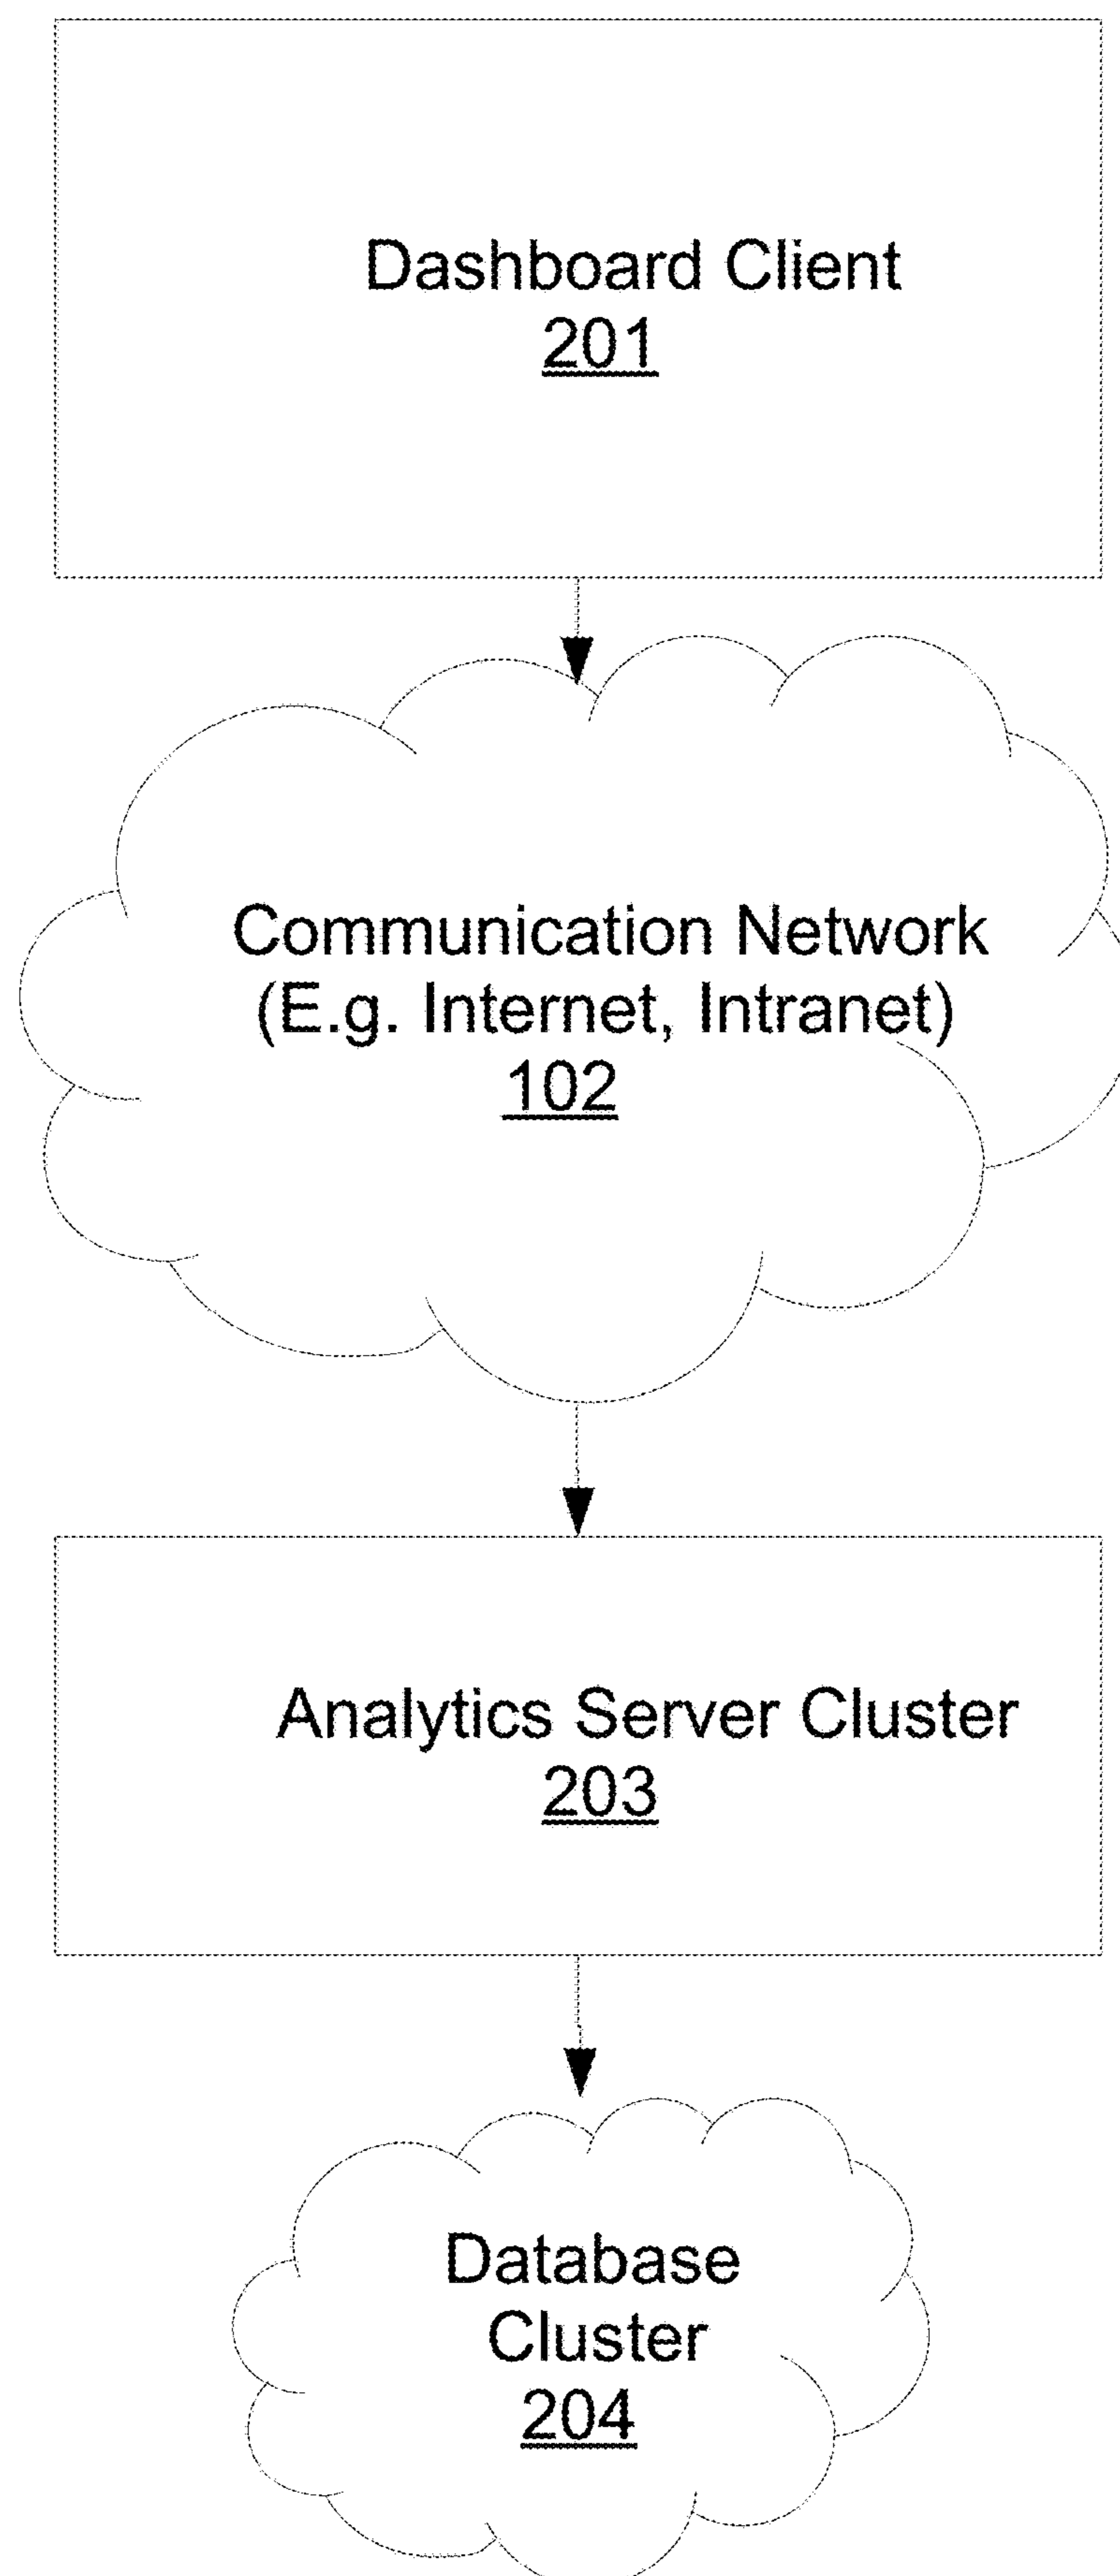 Dashboard Client
201
Communication Network
(E.g. Internet, Intranet)
102
Analytics Server Cluster
203
Database
Cluster
204